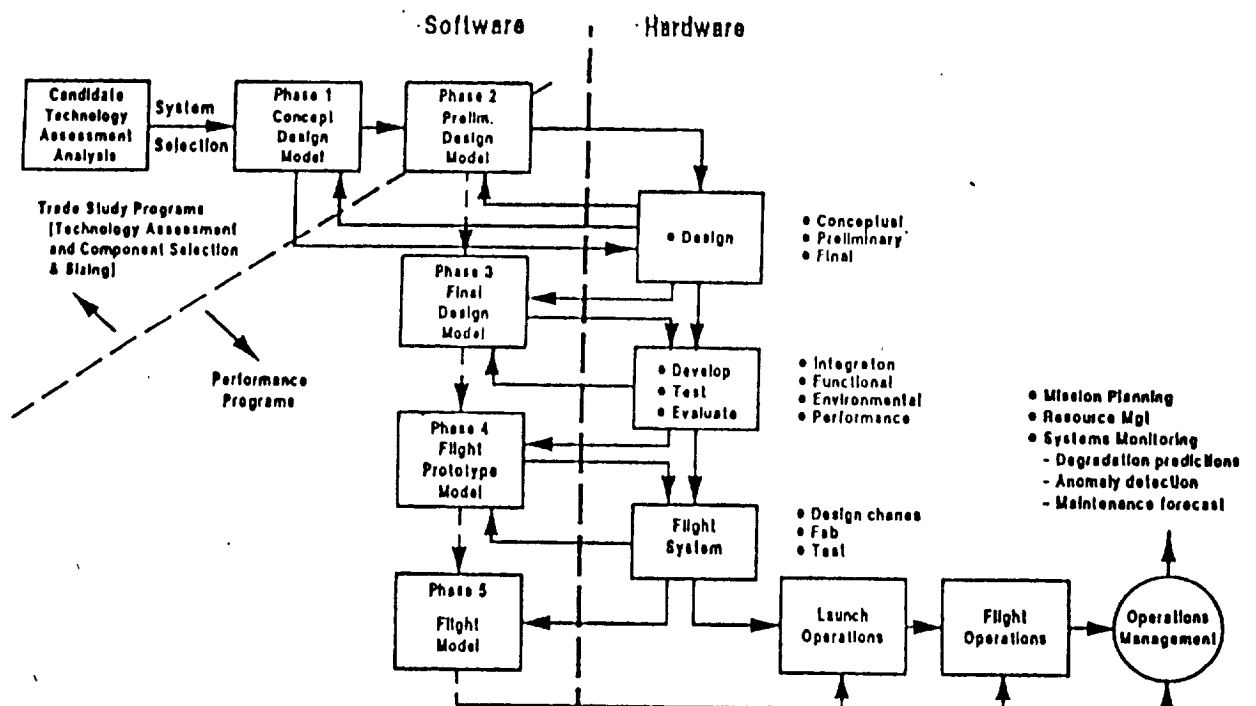 Software
Hardware
Candidate
Technology
Assessment
Analysis
System
Selection
Phase 1
Concept
Design
Model
Phase 2
Prelim.
Design
Model
Trade Study Programs
[Technology Assessment
and Component Selection
& Sizing]
Performance
Programs
• Design
• Conceptual
• Preliminary
• Final
Phase 3
Final
Design
Model
• Develop
• Test
• Evaluate
• Integraton
• Functional
• Environmental
• Performance
Phase 4
Flight
Prototype
Model
Flight
System
• Design chanes
• Fab
• Test
Phase 5
Flight
Model
Launch
Operations
Flight
Operations
Operations
Management
• Mission Planning
• Resource Mgt
• Systems Monitoring
- Degradation predictions
- Anomaly detection
- Maintenance forecast